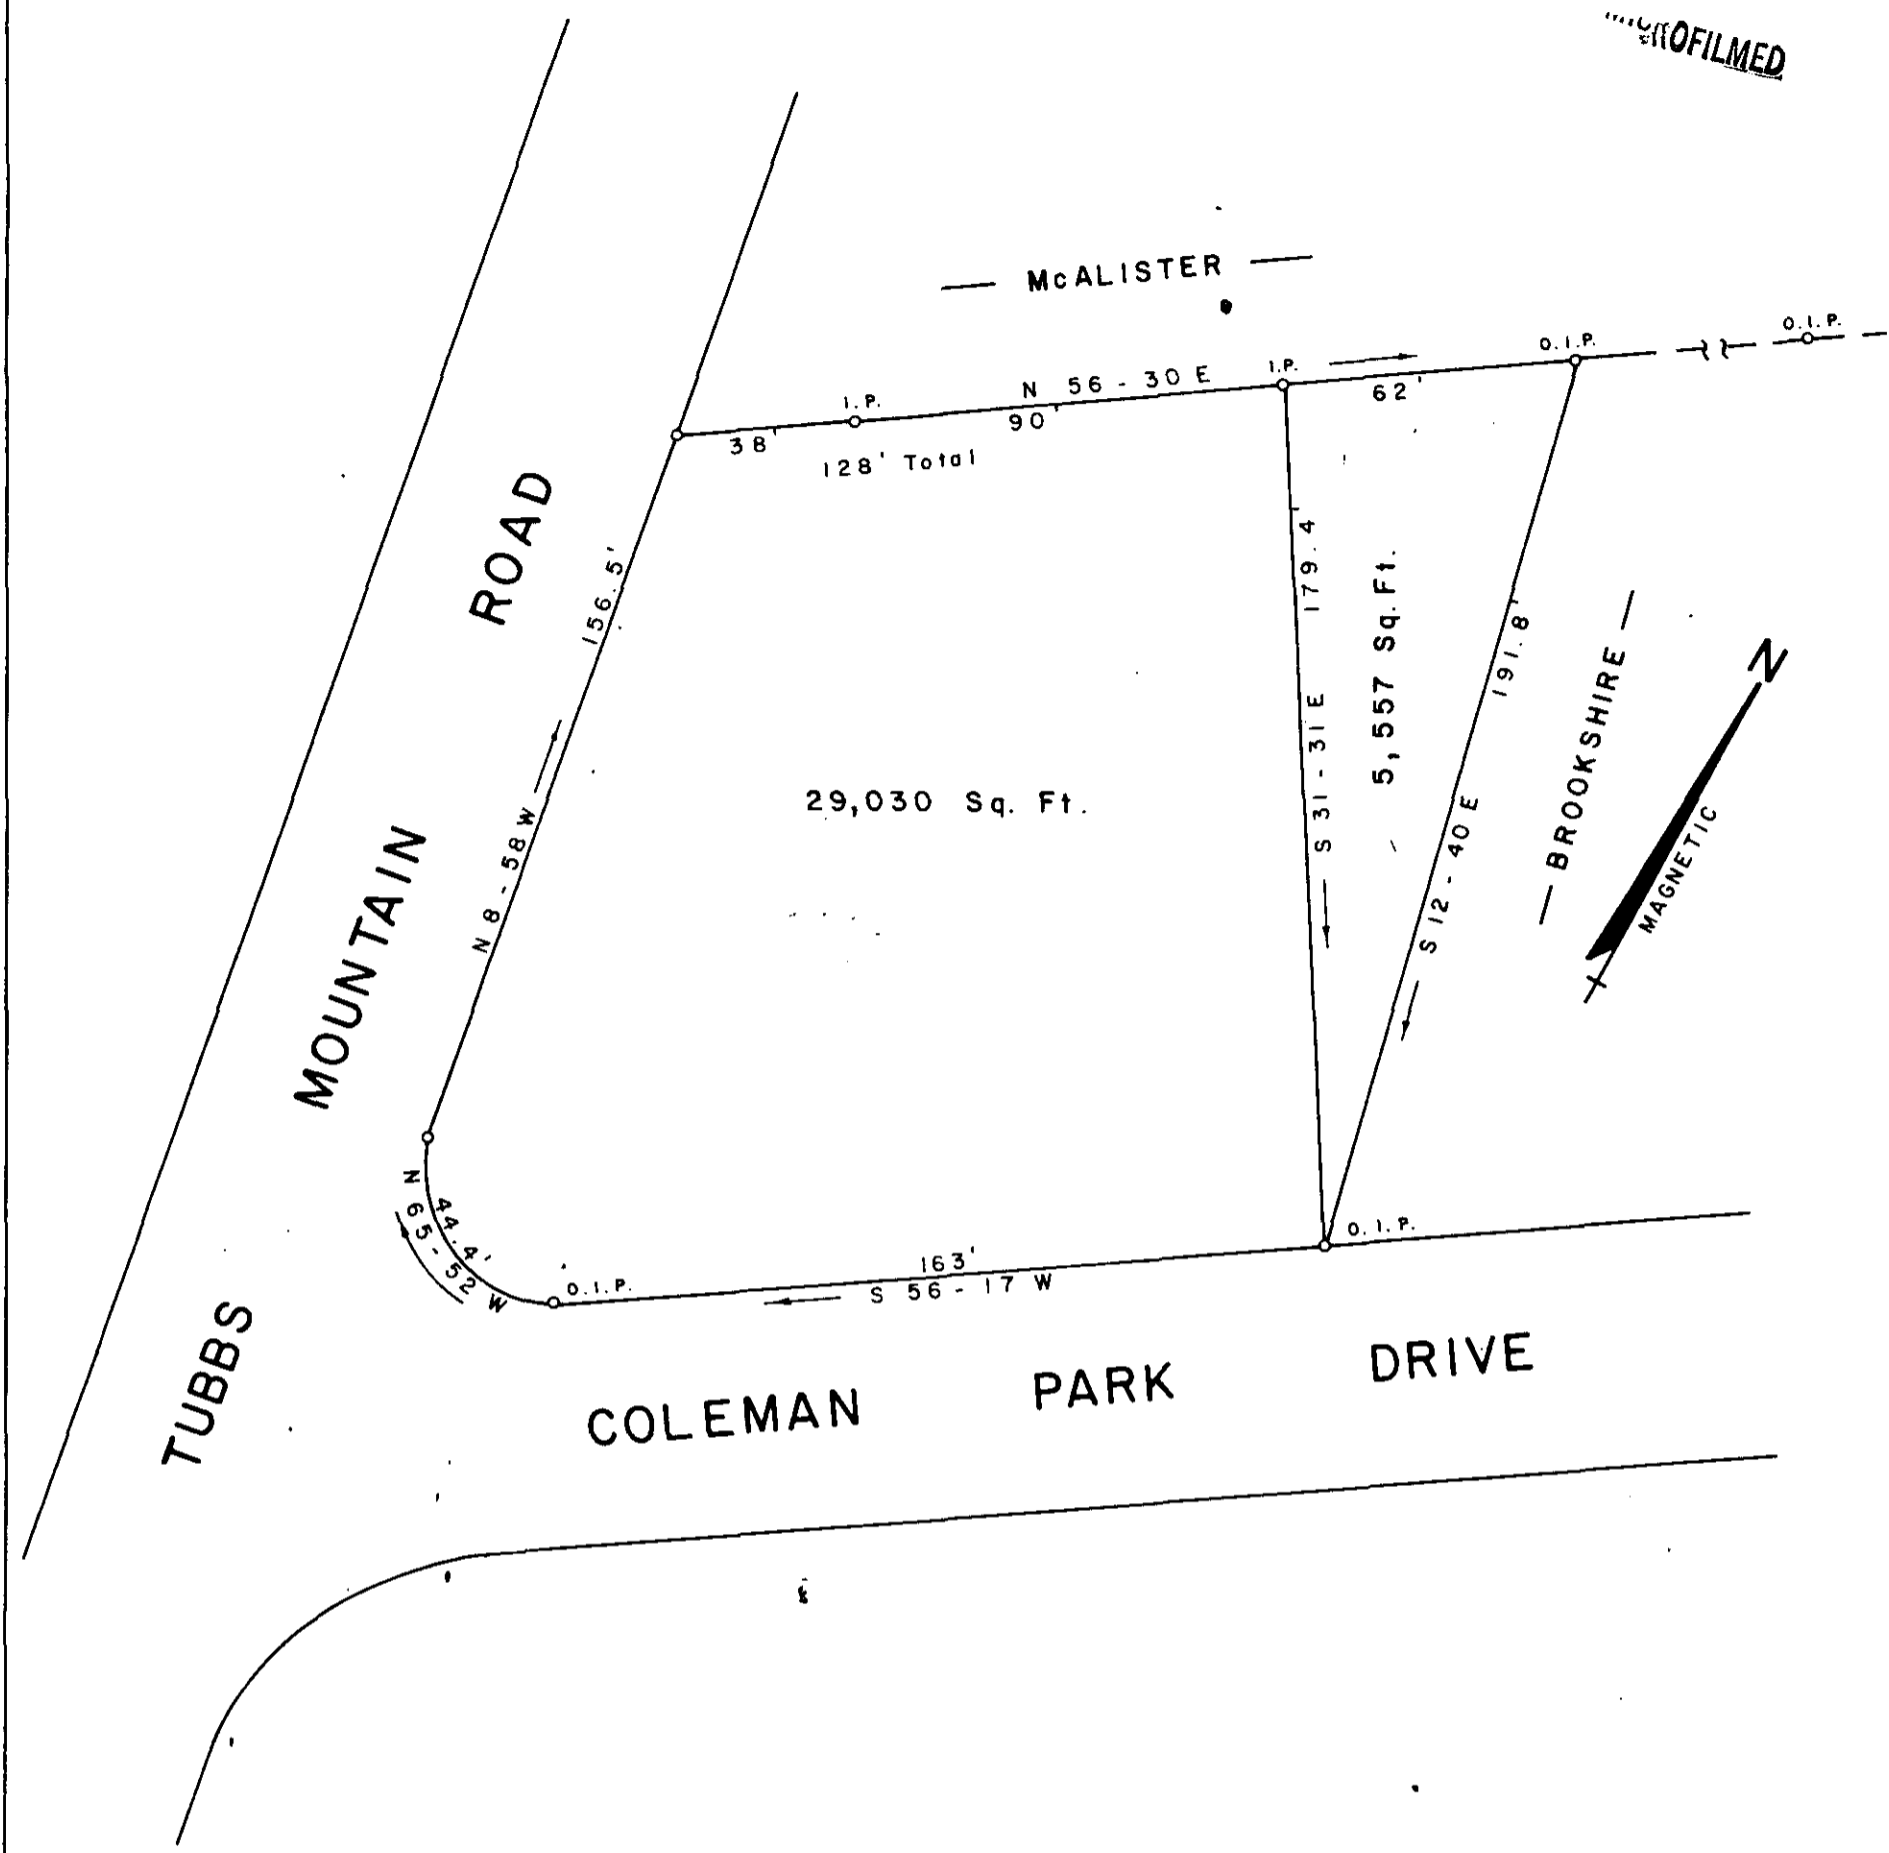 OFILMED
— McALISTER —
O.I.P.
O.I.P.
I.P.
N 56 - 30 E
62'
I.P.
90'
38'
128' Total
ROAD
156.5'
179.4'
5,557 Sq. Ft.
191.8'
— BROOKSHIRE —
N
MAGNETIC
S 31 - 31 E
29,030 Sq. Ft.
S 12 - 40 E
N 8 - 58 W
MOUNTAIN
N 65 - 52 W
44.4'
O.I.P.
163'
O.I.P.
S 56 - 17 W
TUBBS
COLEMAN PARK DRIVE